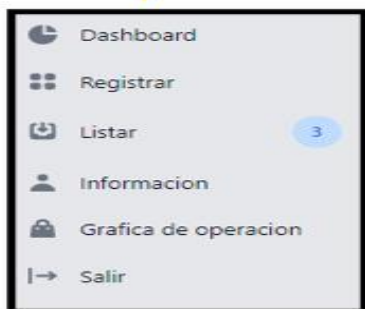 Dashboard
Registrar
Listar 3
Informacion
Grafica de operacion
Salir